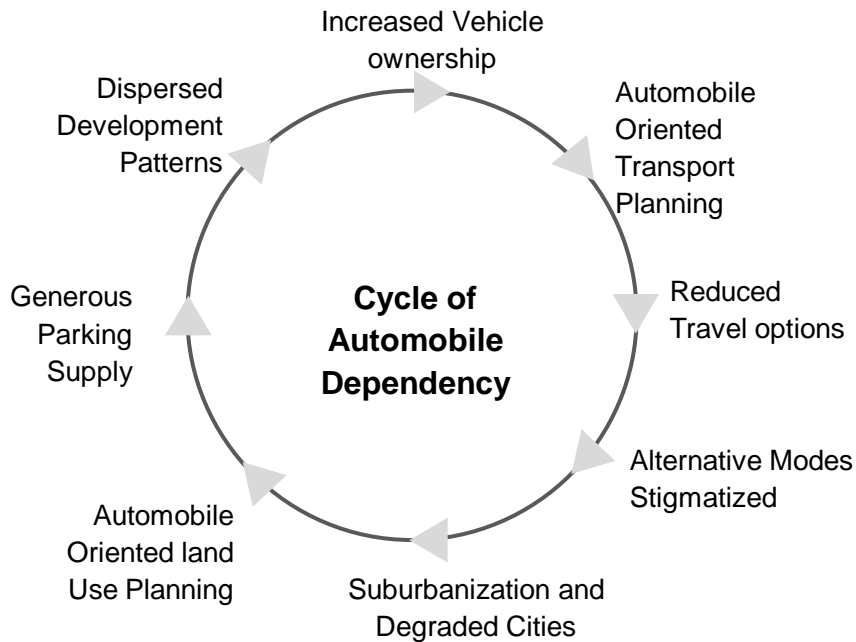 Increased Vehicle
ownership
Automobile
Oriented
Transport
Planning
Reduced
Travel options
Alternative Modes
Stigmatized
Suburbanization and
Degraded Cities
Automobile
Oriented land
Use Planning
Generous
Parking
Supply
Dispersed
Development
Patterns
Cycle of
Automobile
Dependency